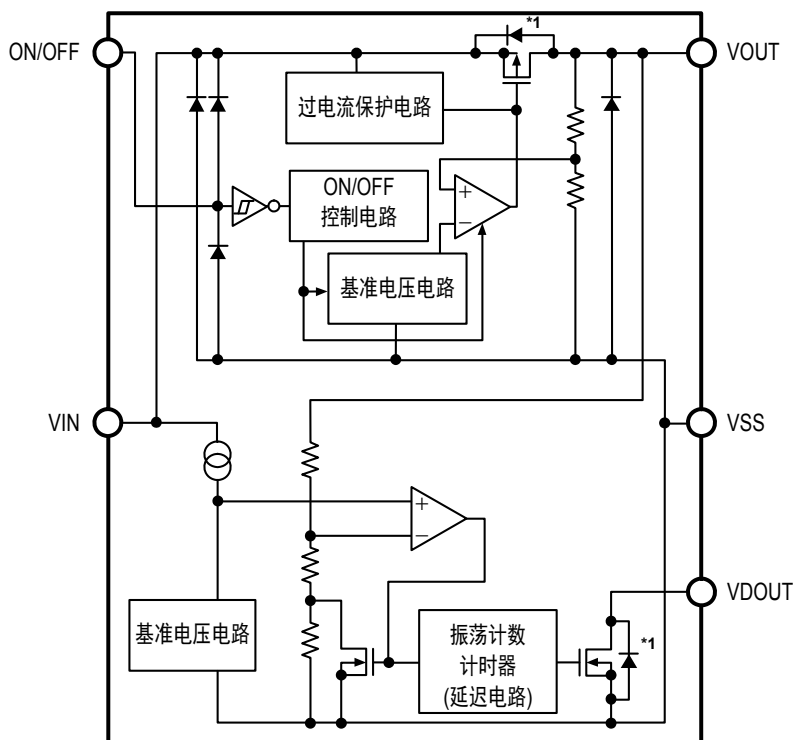 *1
ON/OFF
VOUT
过电流保护电路
ON/OFF
控制电路
+
−
基准电压电路
VIN
VSS
+
−
VDOUT
基准电压电路
振荡计数
计时器
(延迟电路)
*1